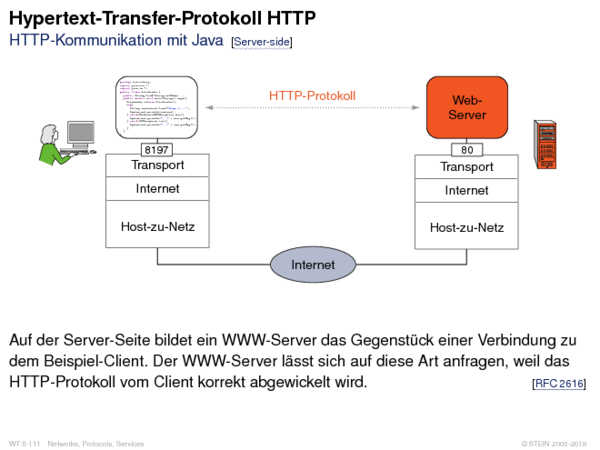 Hypertext-Transfer-Protokoll HTTP
HTTP-Kommunikation mit Java [Server-side]
HTTP-Protokoll
Web-
Server
8197
80
Transport
Transport
Internet
Internet
Host-zu-Netz
Host-zu-Netz
Internet
Auf der Server-Seite bildet ein WWW-Server das Gegenstück einer Verbindung zu
dem Beispiel-Client. Der WWW-Server lässt sich auf diese Art anfragen, weil das
HTTP-Protokoll vom Client korrekt abgewickelt wird. [RFC 2616]
WT:II-111 Networks, Protocols, Services © STEIN 2005-2018